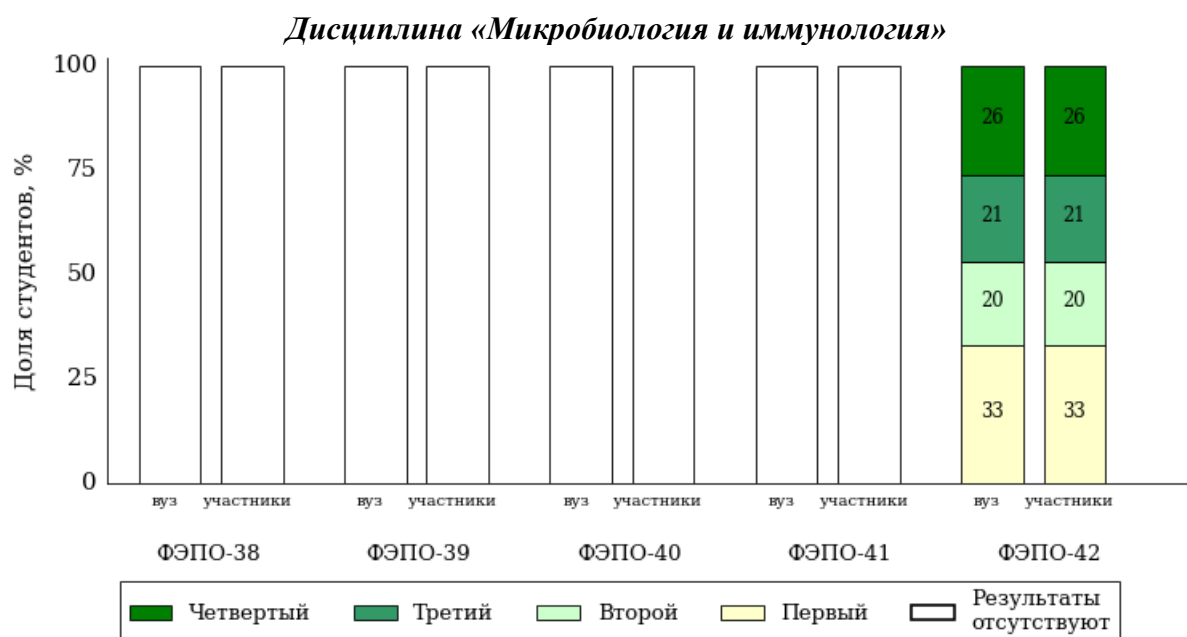 Дисциплина «Микробиология и иммунология»
100
75
50
25
0
Доля студентов, %
26 26
21 21
20 20
33 33
вуз участники вуз участники вуз участники вуз участники вуз участники
ФЭПО-38 ФЭПО-39 ФЭПО-40 ФЭПО-41 ФЭПО-42
Четвертый Третий Второй Первый Результаты
отсутствуют